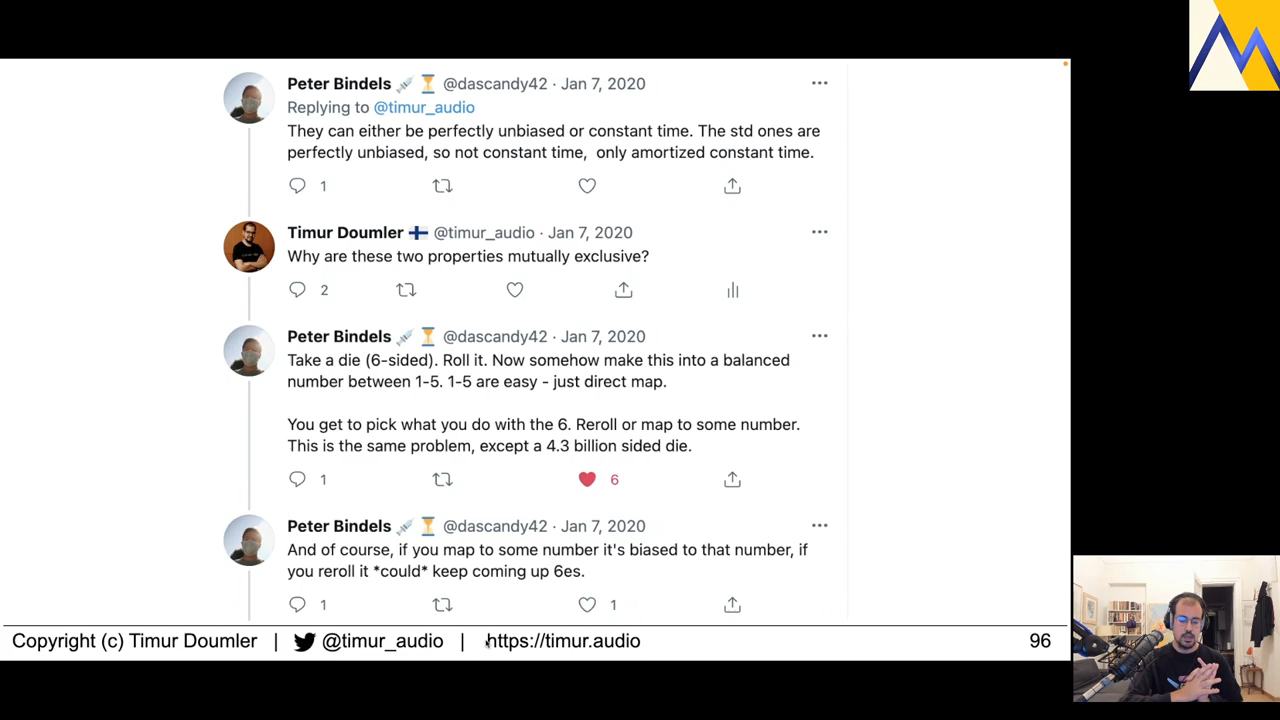 Peter Bindels 💉 ⏳ @dascandy42 · Jan 7, 2020
Replying to @timur_audio
They can either be perfectly unbiased or constant time. The std ones are
perfectly unbiased, so not constant time, only amortized constant time.
1
Timur Doumler 🇫🇮 @timur_audio · Jan 7, 2020
Why are these two properties mutually exclusive?
2
Peter Bindels 💉 ⏳ @dascandy42 · Jan 7, 2020
Take a die (6-sided). Roll it. Now somehow make this into a balanced
number between 1-5. 1-5 are easy - just direct map.
You get to pick what you do with the 6. Reroll or map to some number.
This is the same problem, except a 4.3 billion sided die.
1 6
Peter Bindels 💉 ⏳ @dascandy42 · Jan 7, 2020
And of course, if you map to some number it's biased to that number, if
you reroll it *could* keep coming up 6es.
1 1
Copyright (c) Timur Doumler | @timur_audio | https://timur.audio 96